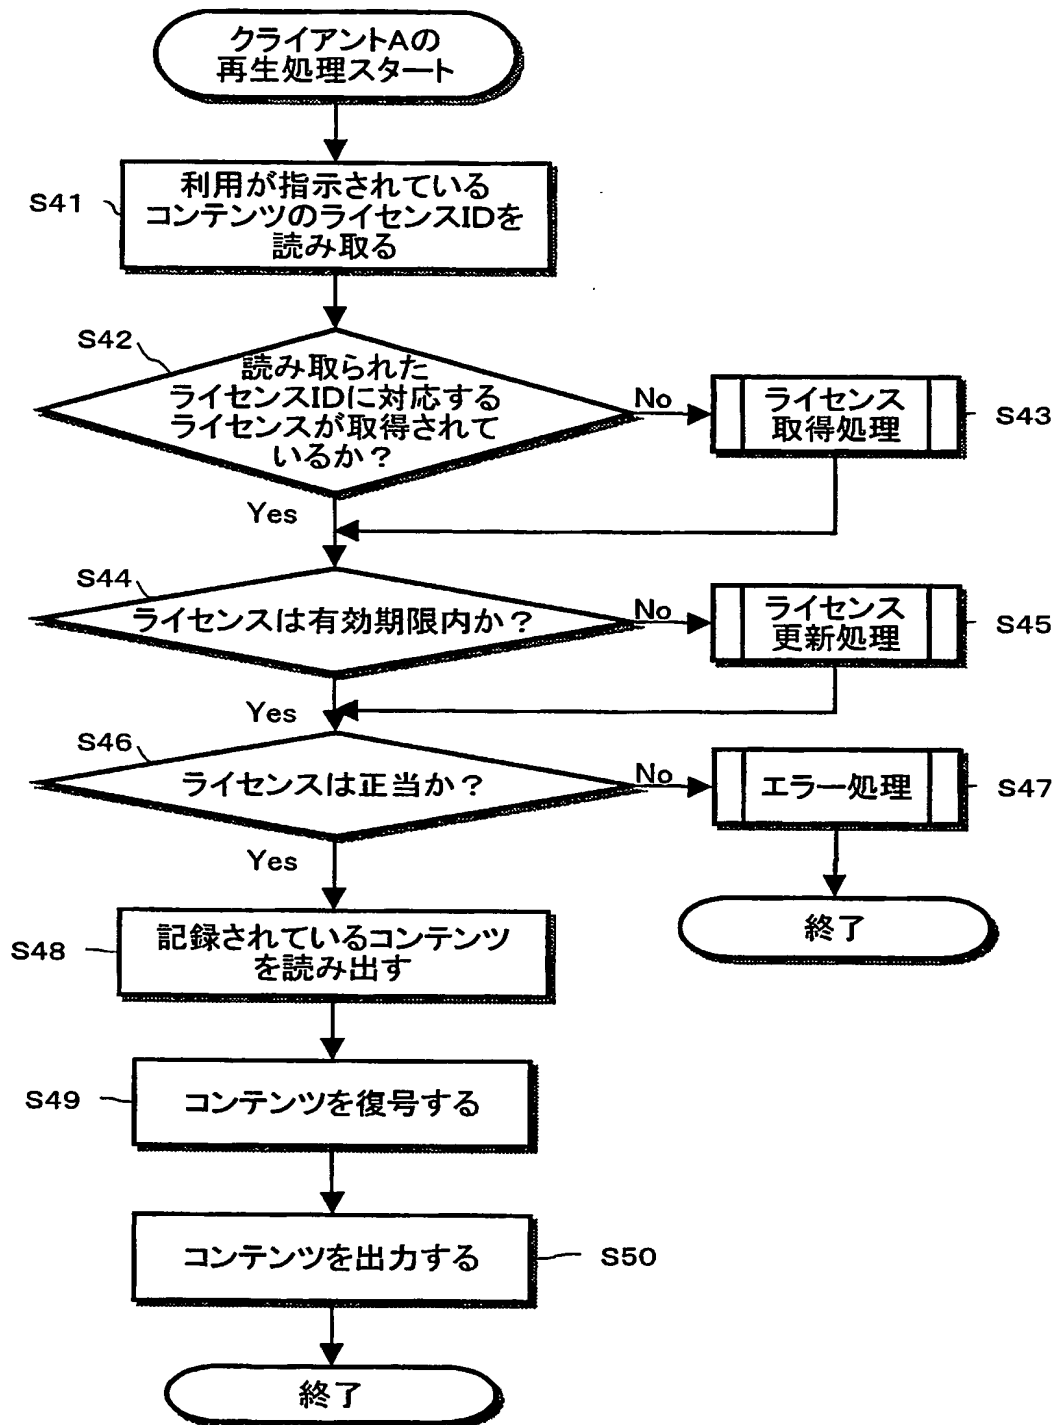 クライアントAの
再生処理スタート
S41
利用が指示されている
コンテンツのライセンスIDを
読み取る
S42
読み取られた
ライセンスIDに対応する
ライセンスが取得されて
いるか？
No
ライセンス
取得処理
S43
Yes
S44
ライセンスは有効期限内か？
No
ライセンス
更新処理
S45
Yes
S46
ライセンスは正当か？
No
エラー処理
S47
Yes
終了
S48
記録されているコンテンツ
を読み出す
S49
コンテンツを復号する
コンテンツを出力する
S50
終了